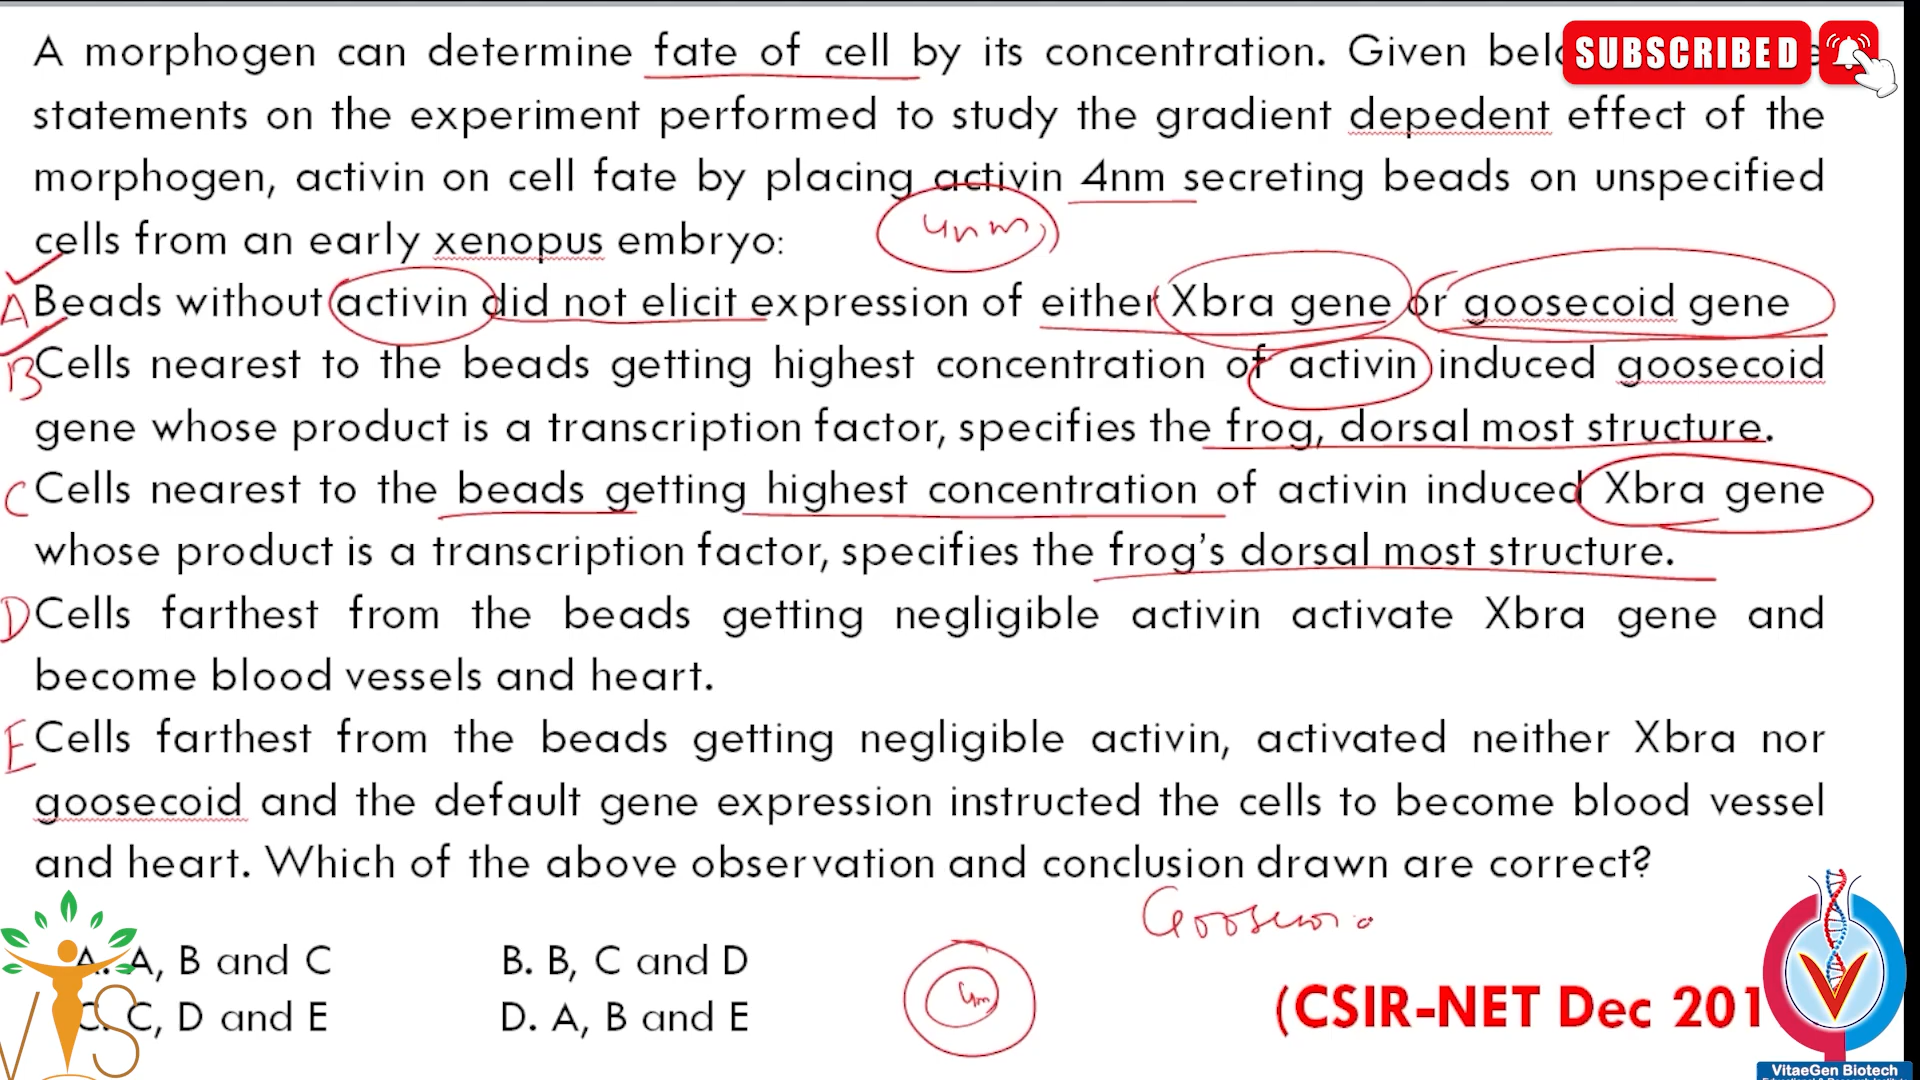 A morphogen can determine fate of cell by its concentration. Given
SUBSCRIBED
statements on the experiment performed to study the gradient depedent effect of the
morphogen, activin on cell fate by placing activin 4nm secreting beads on unspecified
4nm
cells from an early xenopus embryo:
A Beads without activin did not elicit expression of either Xbra gene or goosecoid gene
B Cells nearest to the beads getting highest concentration of activin induced goosecoid
gene whose product is a transcription factor, specifies the frog, dorsal most structure.
C Cells nearest to the beads getting highest concentration of activin induced Xbra gene
whose product is a transcription factor, specifies the frog's dorsal most structure.
D Cells farthest from the beads getting negligible activin activate Xbra gene and
become blood vessels and heart.
E Cells farthest from the beads getting negligible activin, activated neither Xbra nor
goosecoid and the default gene expression instructed the cells to become blood vessel
and heart. Which of the above observation and conclusion drawn are correct?
A. A, B and C
B. B, C and D
C. C, D and E
D. A, B and E
(CSIR-NET Dec 201
VS
V
VitaeGen Biotech